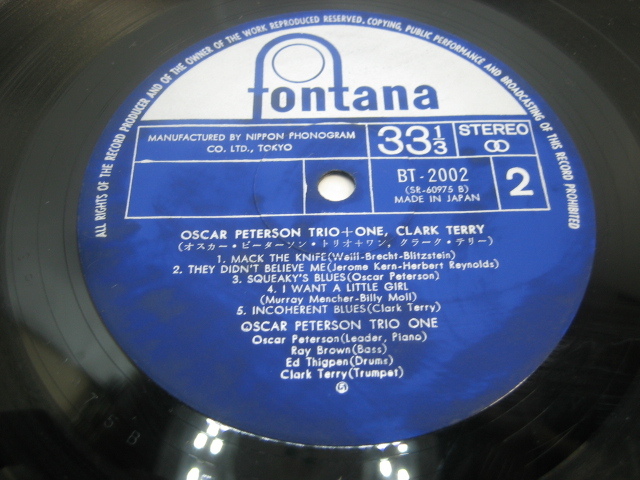 ALL RIGHTS OF THE RECORD PRODUCER AND OF THE OWNER OF THE WORK REPRODUCED RESERVED, COPYING, PUBLIC PERFORMANCE AND BROADCASTING OF THIS RECORD PROHIBITED
fontana
MANUFACTURED BY NIPPON PHONOGRAM
CO. LTD., TOKYO
33 1/3
STEREO
BT-2002
(SR-60975 B)
MADE IN JAPAN
2
OSCAR PETERSON TRIO+ONE, CLARK TERRY
(オスカー・ピーターソン・トリオ+ワン, クラーク・テリー)
1. MACK THE KNIFE(Weill-Brecht-Blitzstein)
2. THEY DIDN'T BELIEVE ME(Jerome Kern-Herbert Reynolds)
3. SQUEAKY'S BLUES(Oscar Peterson)
4. I WANT A LITTLE GIRL
(Murray Mencher-Billy Moll)
5. INCOHERENT BLUES(Clark Terry)
OSCAR PETERSON TRIO ONE
Oscar Peterson(Leader, Piano)
Ray Brown(Bass)
Ed Thigpen(Drums)
Clark Terry(Trumpet)